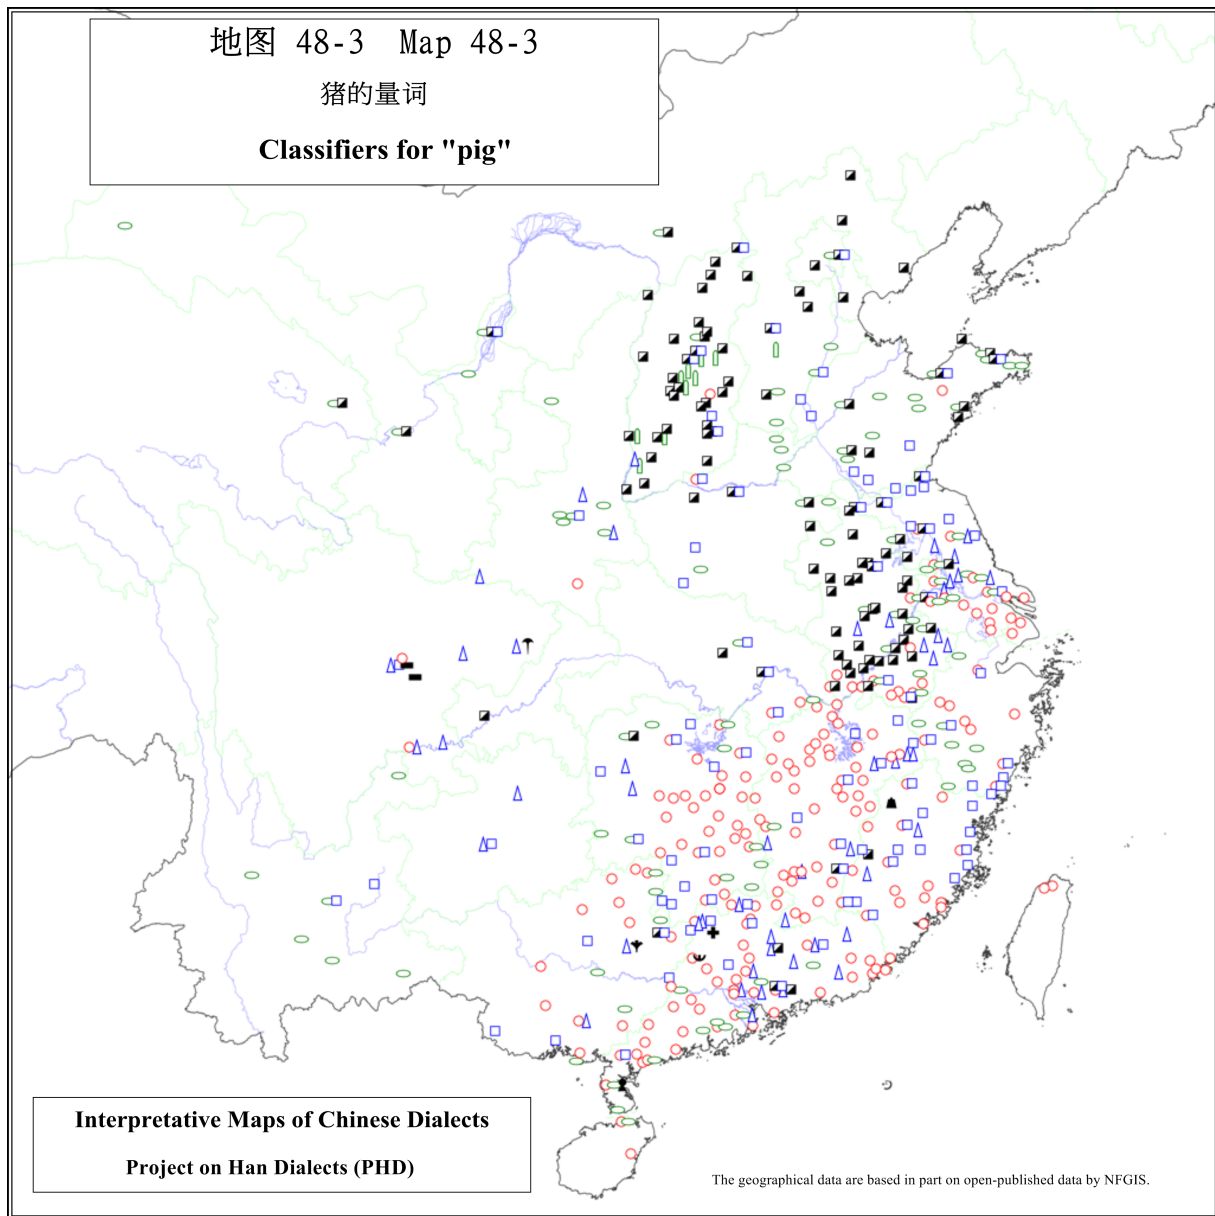 地图 48-3 Map 48-3
猪的量词
Classifiers for "pig"
Interpretative Maps of Chinese Dialects
Project on Han Dialects (PHD)
The geographical data are based in part on open-published data by NFGIS.